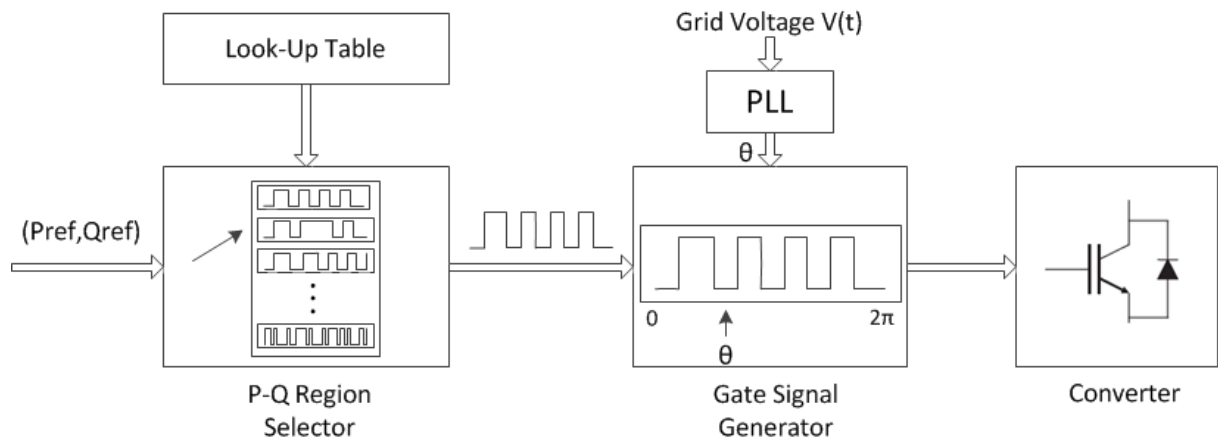 Look-Up Table
Grid Voltage V(t)
PLL
θ
(Pref,Qref)
0
2π
θ
P-Q Region
Selector
Gate Signal
Generator
Converter